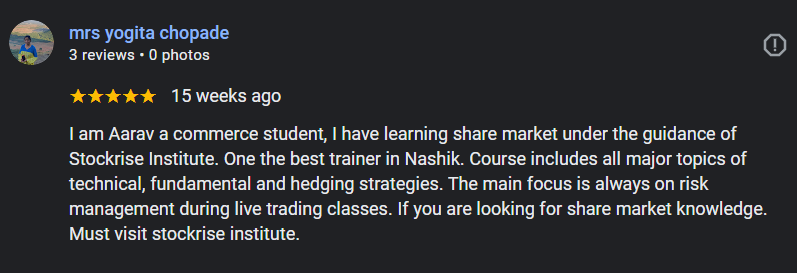 mrs yogita chopade
3 reviews • 0 photos
15 weeks ago
I am Aarav a commerce student, I have learning share market under the guidance of
Stockrise Institute. One the best trainer in Nashik. Course includes all major topics of
technical, fundamental and hedging strategies. The main focus is always on risk
management during live trading classes. If you are looking for share market knowledge.
Must visit stockrise institute.